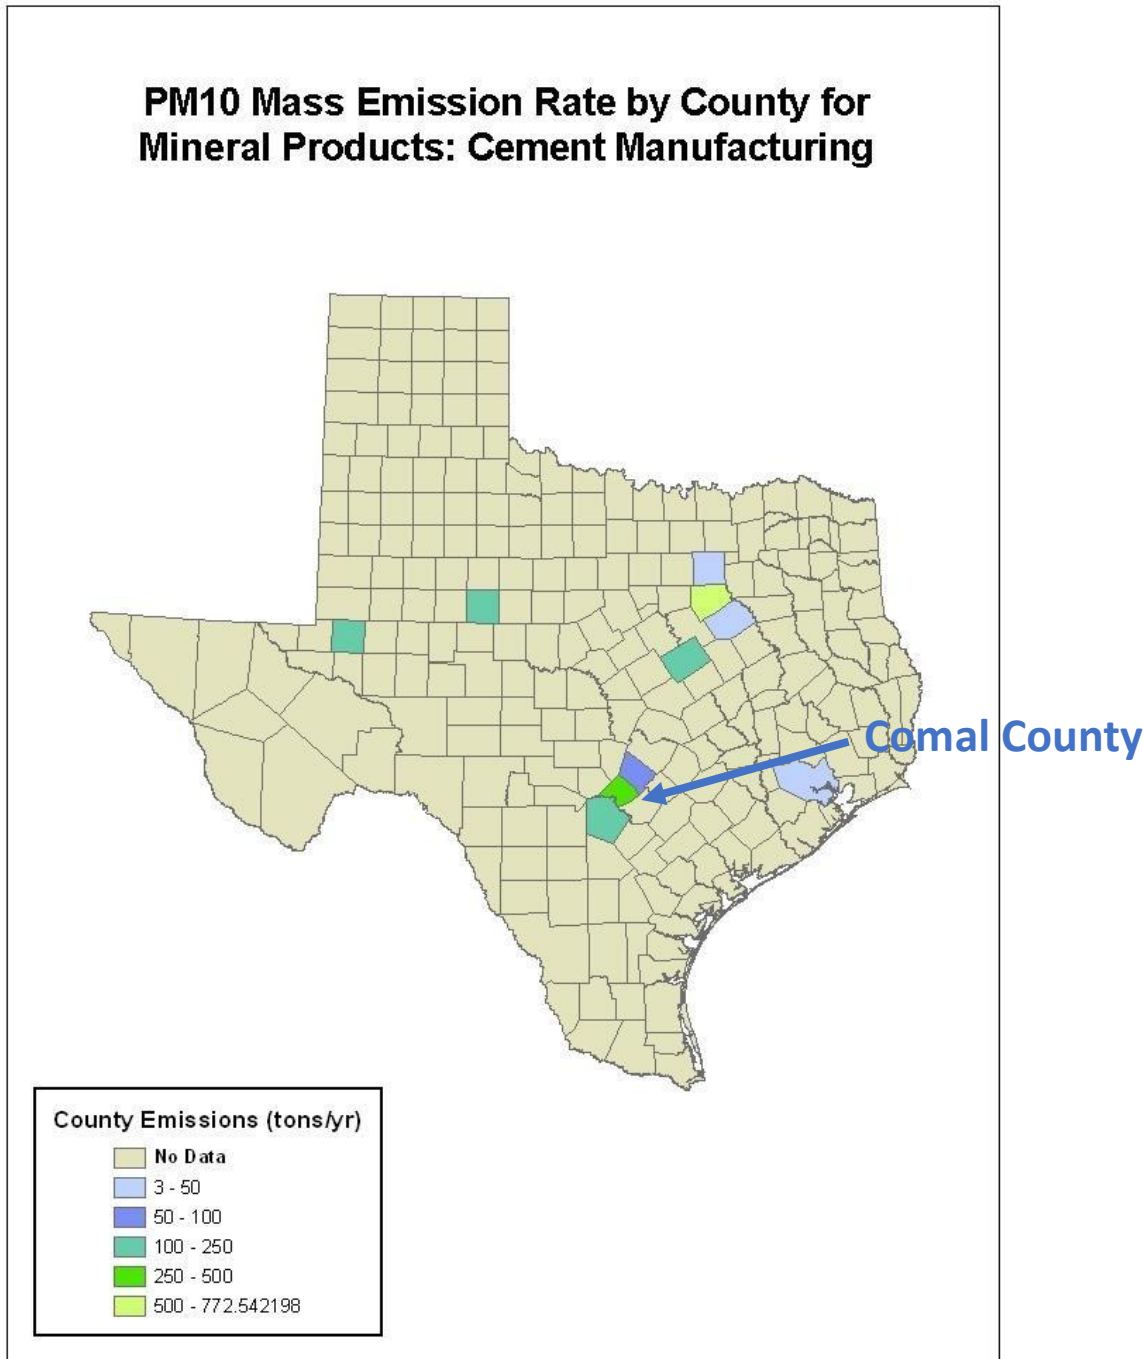 PM10 Mass Emission Rate by County for
Mineral Products: Cement Manufacturing
Comal County
County Emissions (tons/yr)
No Data
3 - 50
50 - 100
100 - 250
250 - 500
500 - 772.542198